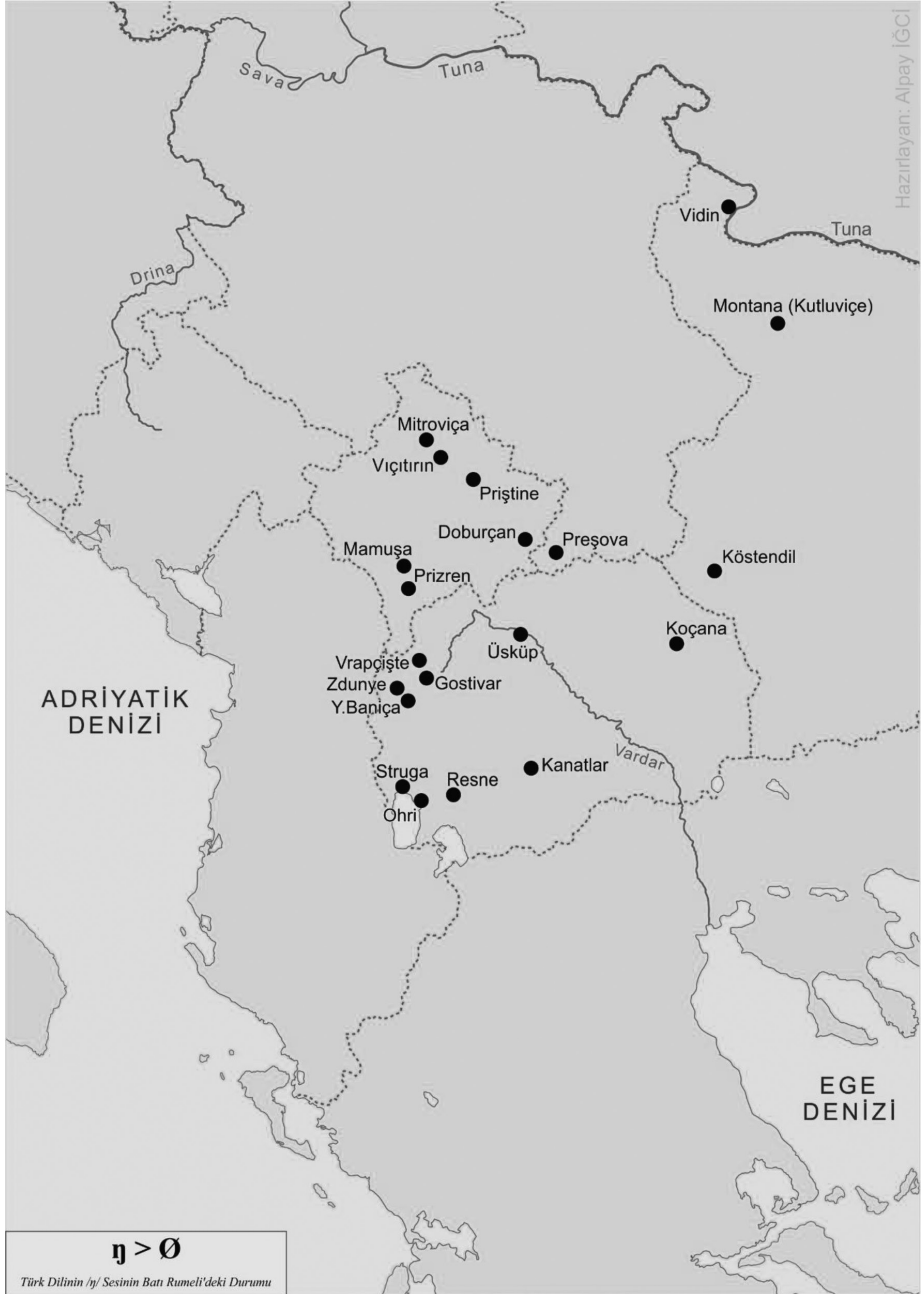 Hazırlayan: Alpay İĞCİ
Sava
Tuna
Vidin
Tuna
Drina
Montana (Kutluviçe)
Mitroviça
Vıçıtırın
Priştine
Doburçan
Preşova
Köstendil
Mamuşa
Prizren
Koçana
Üsküp
Vrapçişte
Gostivar
Zdunye
Y.Baniça
ADRİYATİK
DENİZİ
Vardar
Kanatlar
Struga
Resne
Ohri
EGE
DENİZİ
ŋ > Ø
Türk Dilinin /ŋ/ Sesinin Batı Rumeli'deki Durumu